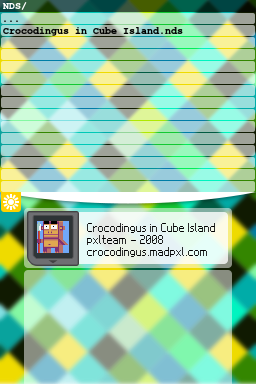 NDS/
...
Crocodingus in Cube Island.nds
Crocodingus in Cube Island
pxlteam - 2008
crocodingus.madpxl.com